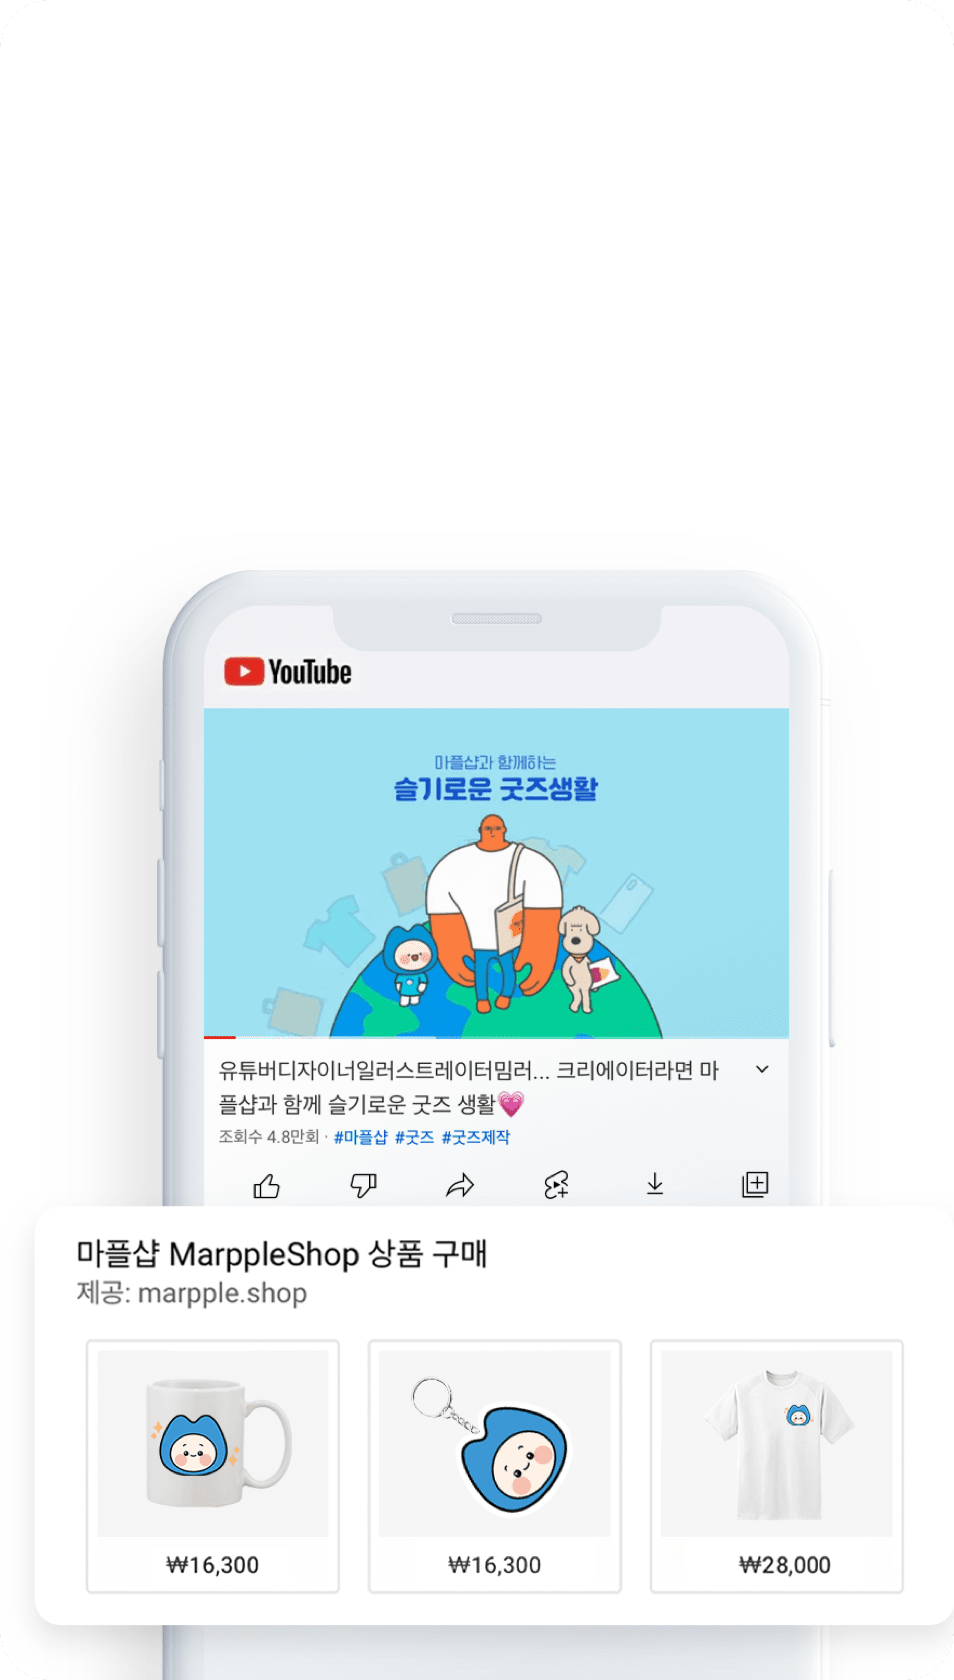 YouTube
마플샵과 함께하는
슬기로운 굿즈생활
유튜버디자이너일러스트레이터밈러... 크리에이터라면 마
플샵과 함께 슬기로운 굿즈 생활💗
조회수 4.8만회 · #마플샵 #굿즈 #굿즈제작
마플샵 MarppleShop 상품 구매
제공: marpple.shop
₩16,300
₩16,300
₩28,000